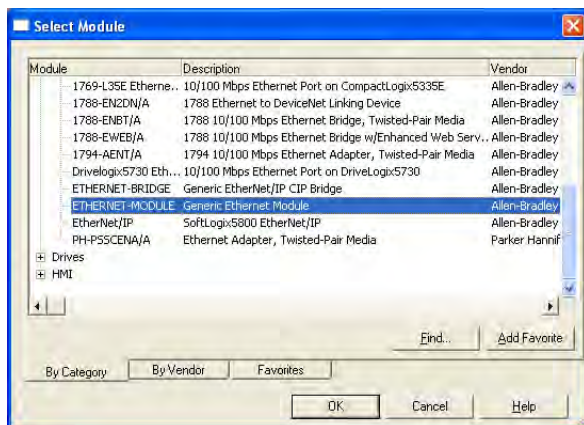 Select Module
Module Description Vendor
1769-L35E Etherne.. 10/100 Mbps Ethernet Port on CompactLogix5335E Allen-Bradley
1788-EN2DN/A 1788 Ethernet to DeviceNet Linking Device Allen-Bradley
1788-ENBT/A 1788 10/100 Mbps Ethernet Bridge, Twisted-Pair Media Allen-Bradley
1788-EWEB/A 1788 10/100 Mbps Ethernet Bridge w/Enhanced Web Serv.. Allen-Bradley
1794-AENT/A 1794 10/100 Mbps Ethernet Adapter, Twisted-Pair Media Allen-Bradley
Drivelogix5730 Eth... 10/100 Mbps Ethernet Port on DriveLogix5730 Allen-Bradley
ETHERNET-BRIDGE Generic EtherNet/IP CIP Bridge Allen-Bradley
ETHERNET-MODULE Generic Ethernet Module Allen-Bradley
EtherNet/IP SoftLogix5800 EtherNet/IP Allen-Bradley
PH-PSSCENA/A Ethernet Adapter, Twisted-Pair Media Parker Hannif
Drives
HMI
Find... Add Favorite
By Category By Vendor Favorites
OK Cancel Help